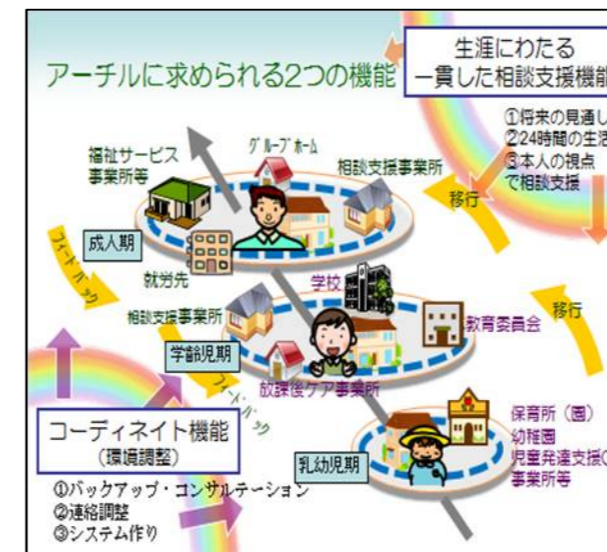 アーチルに求められる2つの機能
生涯にわたる
一貫した相談支援機能
①将来の見通し
②24時間の生活
③本人の視点
で相談支援
福祉サービス
事業所等
グループホーム
相談支援事業所
移行
フィードバック
成人期
就労先
学校
相談支援事業所
教育委員会
移行
学齢児期
放課後ケア事業所
フィードバック
コーディネイト機能
(環境調整)
①バックアップ・コンサルテーション
②連絡調整
③システム作り
乳幼児期
保育所（園）
幼稚園
児童発達支援
事業所等